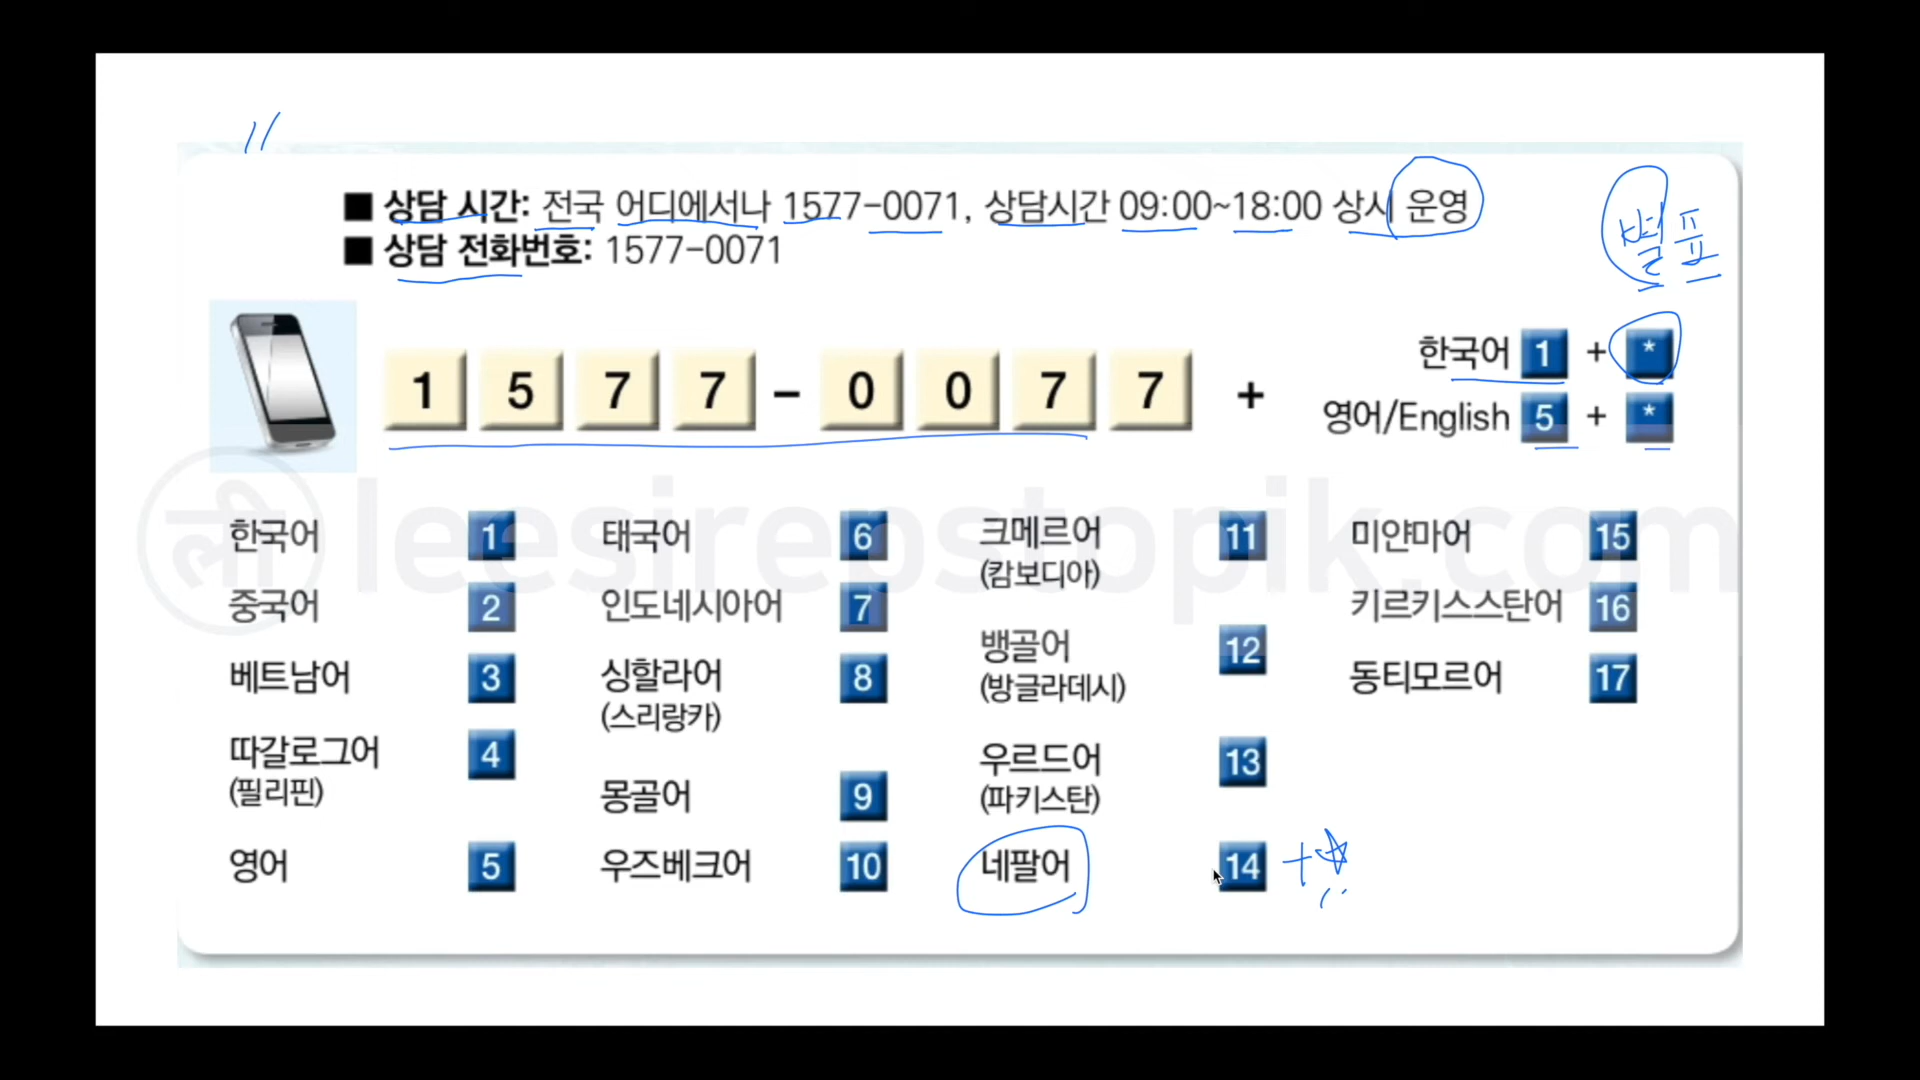 ■ 상담 시간: 전국 어디에서나 1577-0071, 상담시간 09:00~18:00 상시 운영
■ 상담 전화번호: 1577-0071
별표
1 5 7 7 - 0 0 7 7 +
한국어 1 + *
영어/English 5 + *
ली leesirepstopik.com
한국어 1
중국어 2
베트남어 3
따갈로그어 4
(필리핀)
영어 5
태국어 6
인도네시아어 7
싱할라어 8
(스리랑카)
몽골어 9
우즈베크어 10
크메르어 11
(캄보디아)
뱅골어 12
(방글라데시)
우르드어 13
(파키스탄)
네팔어 14 +☆
미얀마어 15
키르키스스탄어 16
동티모르어 17